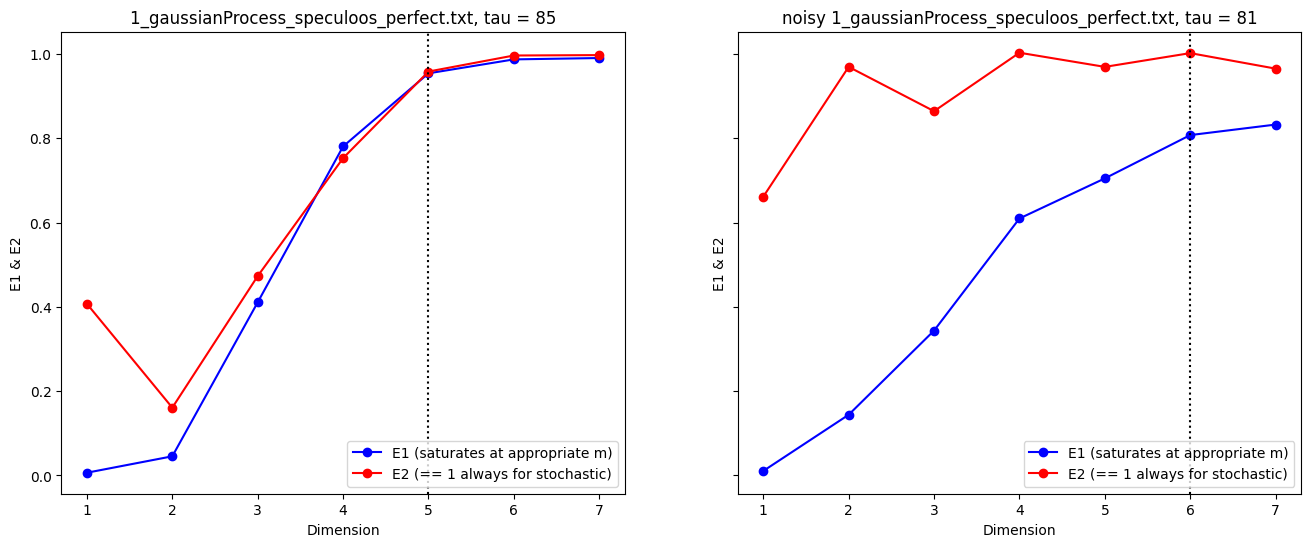 1_gaussianProcess_speculoos_perfect.txt, tau = 85
1.0
0.8
0.6
0.4
0.2
0.0
E1 & E2
1 2 3 4 5 6 7
Dimension
E1 (saturates at appropriate m)
E2 (== 1 always for stochastic)
noisy 1_gaussianProcess_speculoos_perfect.txt, tau = 81
E1 & E2
1 2 3 4 5 6 7
Dimension
E1 (saturates at appropriate m)
E2 (== 1 always for stochastic)